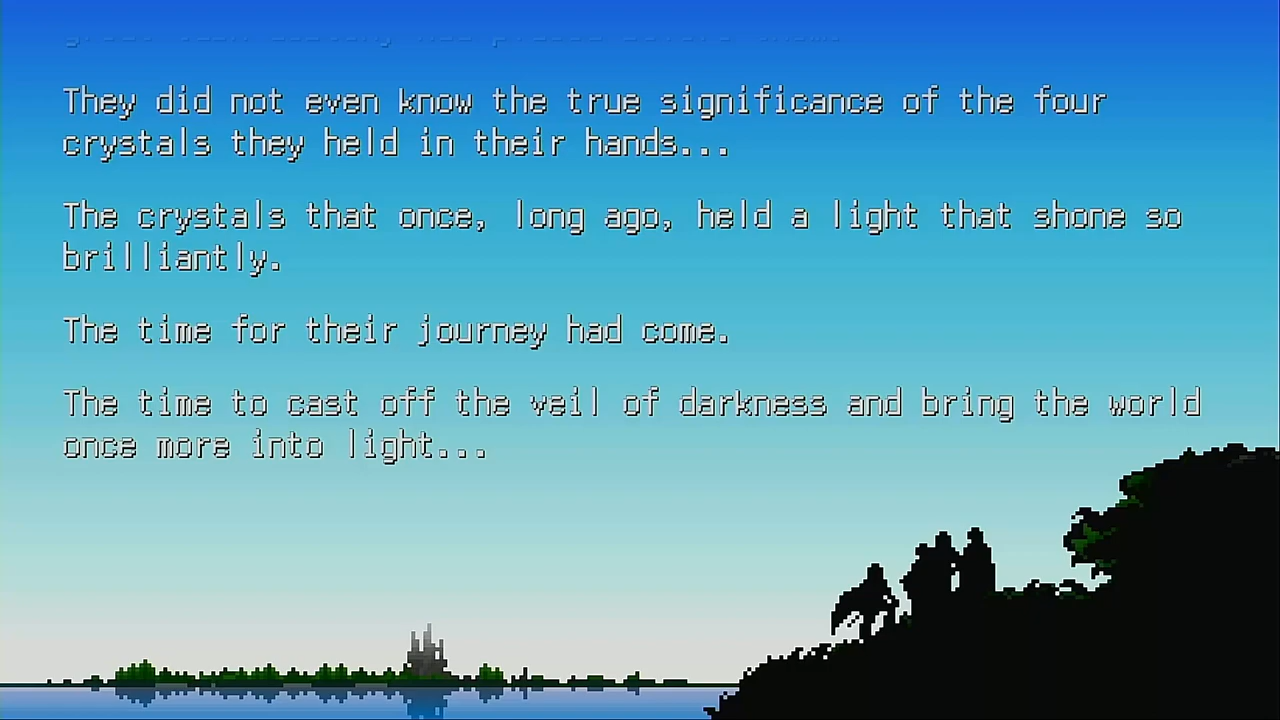 They did not even know the true significance of the four
crystals they held in their hands...
The crystals that once, long ago, held a light that shone so
brilliantly.
The time for their journey had come.
The time to cast off the veil of darkness and bring the world
once more into light...